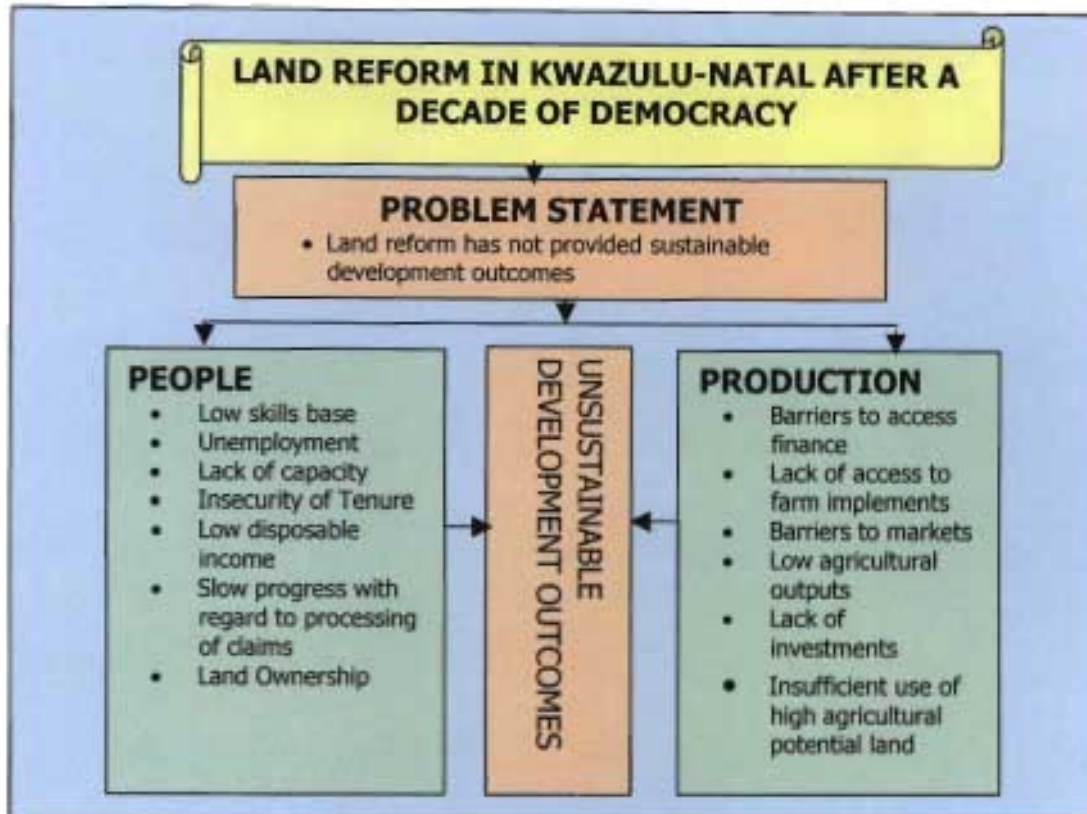 LAND REFORM IN KWAZULU-NATAL AFTER A
DECADE OF DEMOCRACY
PROBLEM STATEMENT
• Land reform has not provided sustainable
development outcomes
PEOPLE
• Low skills base
• Unemployment
• Lack of capacity
• Insecurity of Tenure
• Low disposable
income
• Slow progress with
regard to processing
of claims
• Land Ownership
UNSUSTAINABLE
DEVELOPMENT OUTCOMES
PRODUCTION
• Barriers to access
finance
• Lack of access to
farm implements
• Barriers to markets
• Low agricultural
outputs
• Lack of
investments
• Insufficient use of
high agricultural
potential land